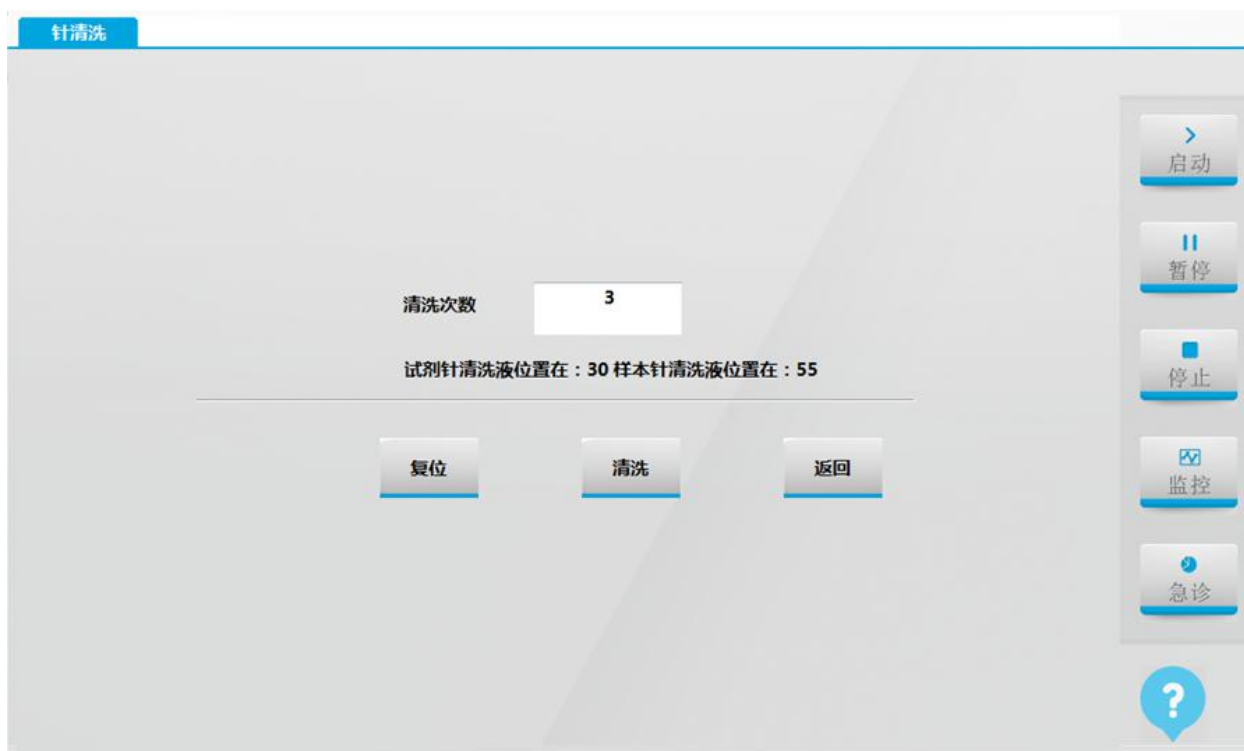 针清洗
启动
暂停
清洗次数 3
停止
试剂针清洗液位置在：30 样本针清洗液位置在：55
复位 清洗 返回
监控
急诊
?